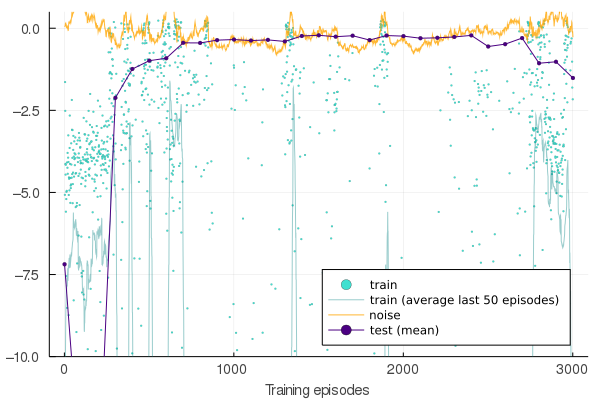 0.0
−2.5
−5.0
−7.5
−10.0
0
1000
2000
3000
Training episodes
train
train (average last 50 episodes)
noise
test (mean)